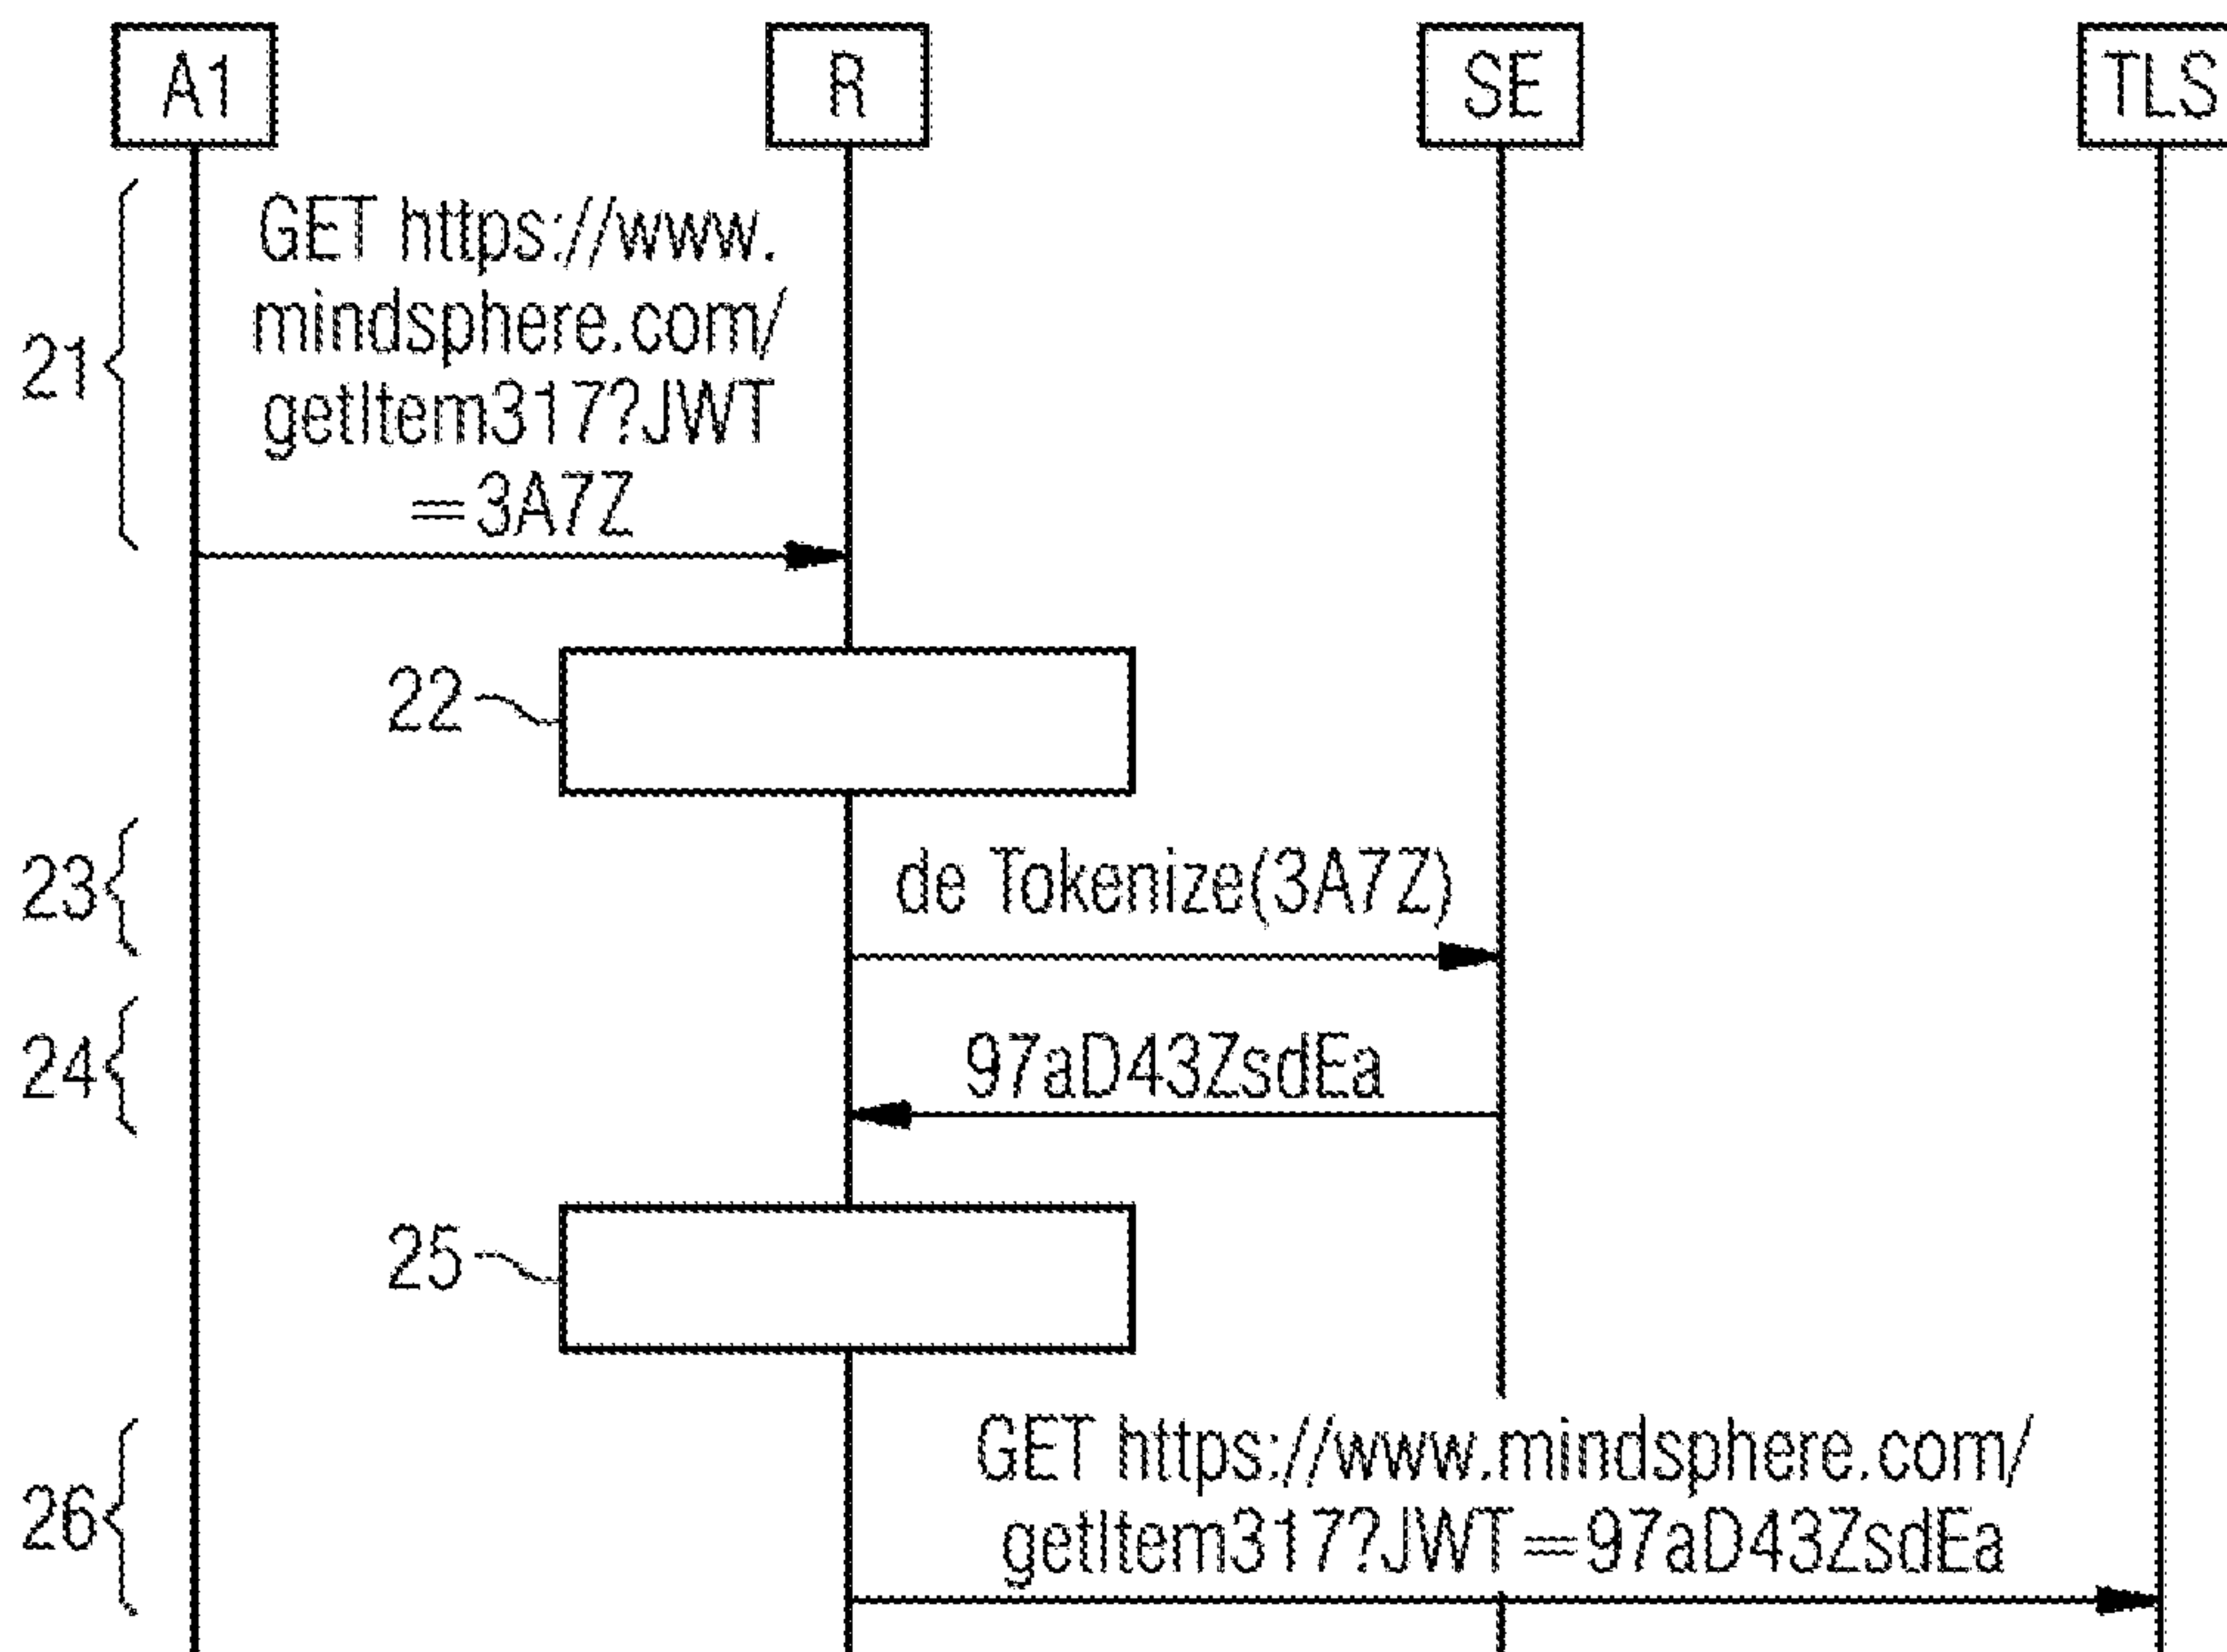 A1 R SE TLS
GET https://www.
mindsphere.com/
21
getItem317?JWT
=3A7Z
22
23
de Tokenize(3A7Z)
24
97aD43ZsdEa
25
GET https://www.mindsphere.com/
26
getItem317?JWT=97aD43ZsdEa